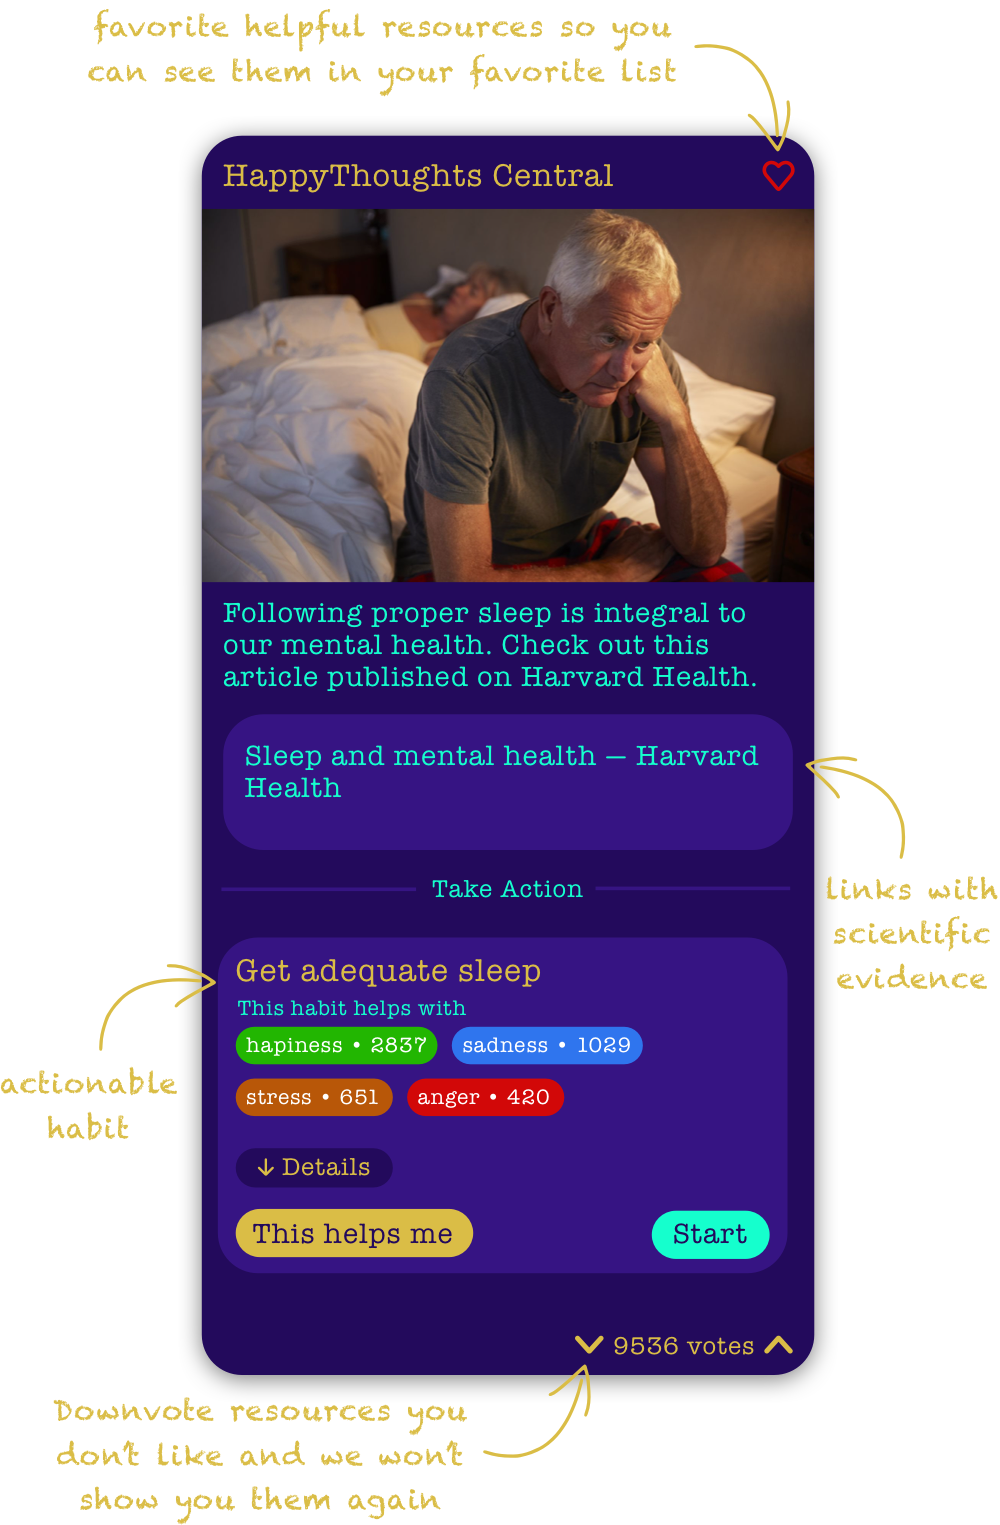 favorite helpful resources so you
can see them in your favorite list
HappyThoughts Central
Following proper sleep is integral to
our mental health. Check out this
article published on Harvard Health.
Sleep and mental health — Harvard
Health
links with
scientific
evidence
Take Action
Get adequate sleep
This habit helps with
hapiness • 2837
sadness • 1029
stress • 651
anger • 420
actionable
habit
↓ Details
This helps me
Start
9536 votes
Downvote resources you
don't like and we won't
show you them again